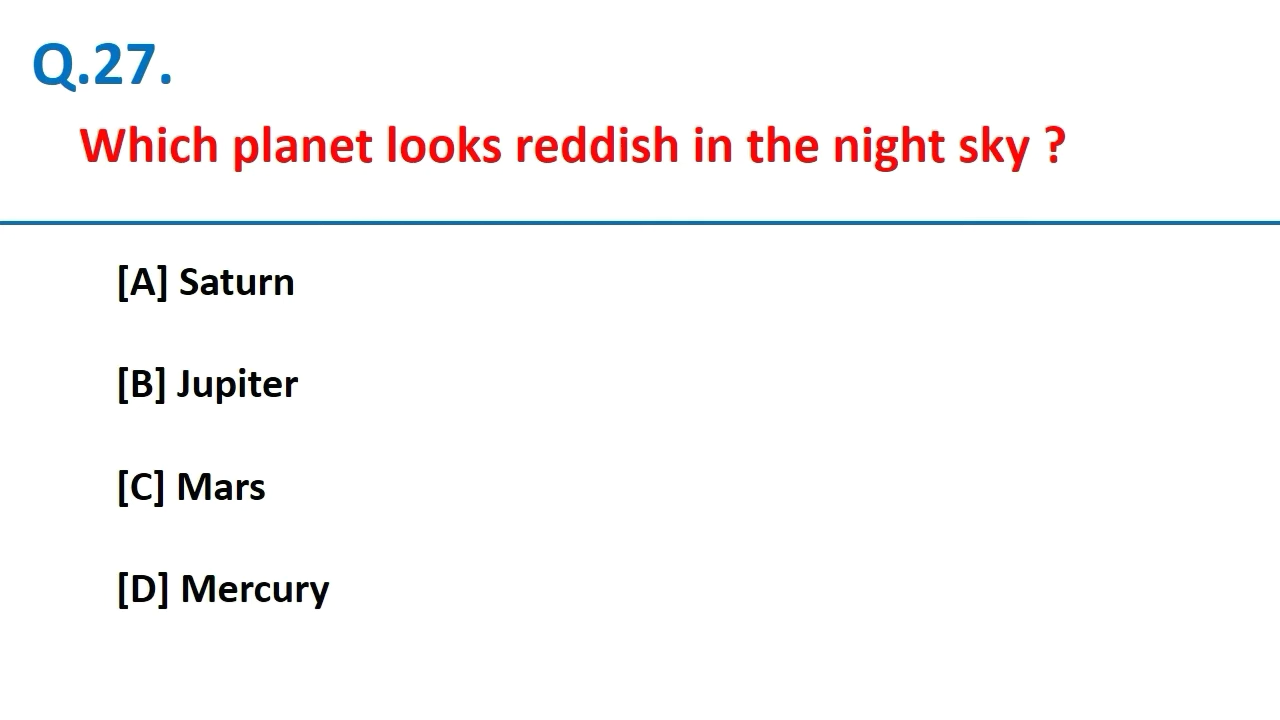 Q.27.
Which planet looks reddish in the night sky ?
[A] Saturn
[B] Jupiter
[C] Mars
[D] Mercury